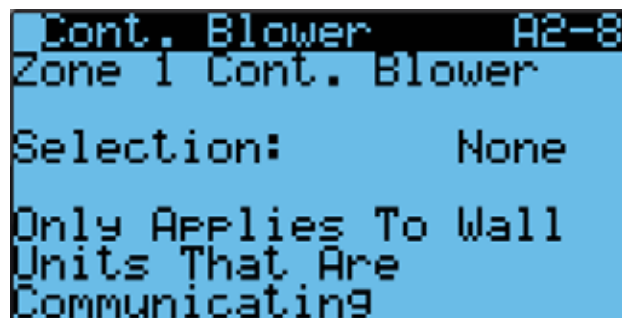 Cont. Blower A2-8
Zone 1 Cont. Blower
Selection: None
Only Applies To Wall
Units That Are
Communicating